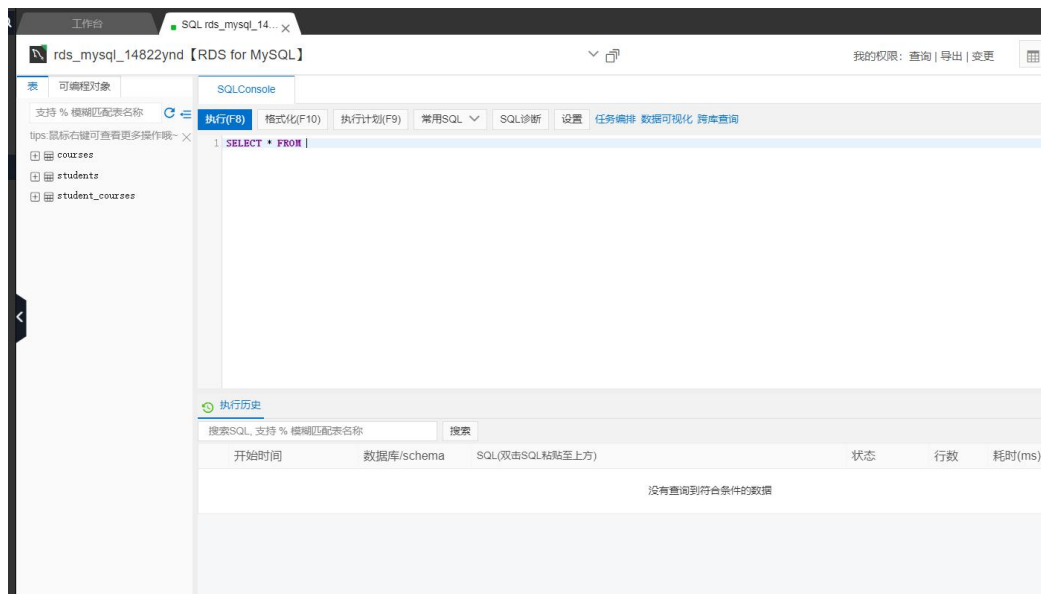 工作台
SQL rds_mysql_14...
rds_mysql_14822ynd【RDS for MySQL】
我的权限: 查询 | 导出 | 变更
表 可编程对象
支持 % 模糊匹配表名称
tips:鼠标右键可查看更多操作哦~
courses
students
student_courses
SQLConsole
执行(F8) 格式化(F10) 执行计划(F9) 常用SQL SQL诊断 设置 任务编排 数据可视化 跨库查询
1 SELECT * FROM
执行历史
搜索SQL, 支持 % 模糊匹配表名称 搜索
开始时间 数据库/schema SQL(双击SQL粘贴至上方) 状态 行数 耗时(ms)
没有查询到符合条件的数据